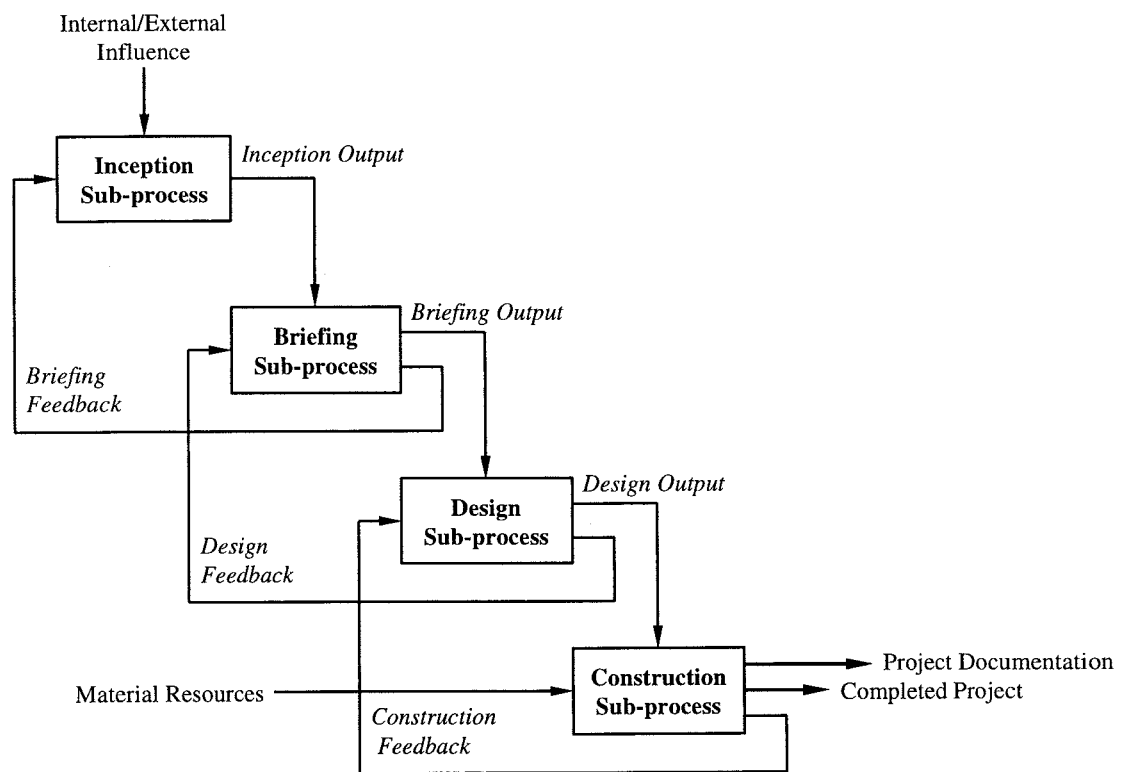 Internal/External
Influence
Inception
Sub-process
Inception Output
Briefing
Sub-process
Briefing Output
Briefing
Feedback
Design
Sub-process
Design Output
Design
Feedback
Construction
Sub-process
Project Documentation
Completed Project
Material Resources
Construction
Feedback